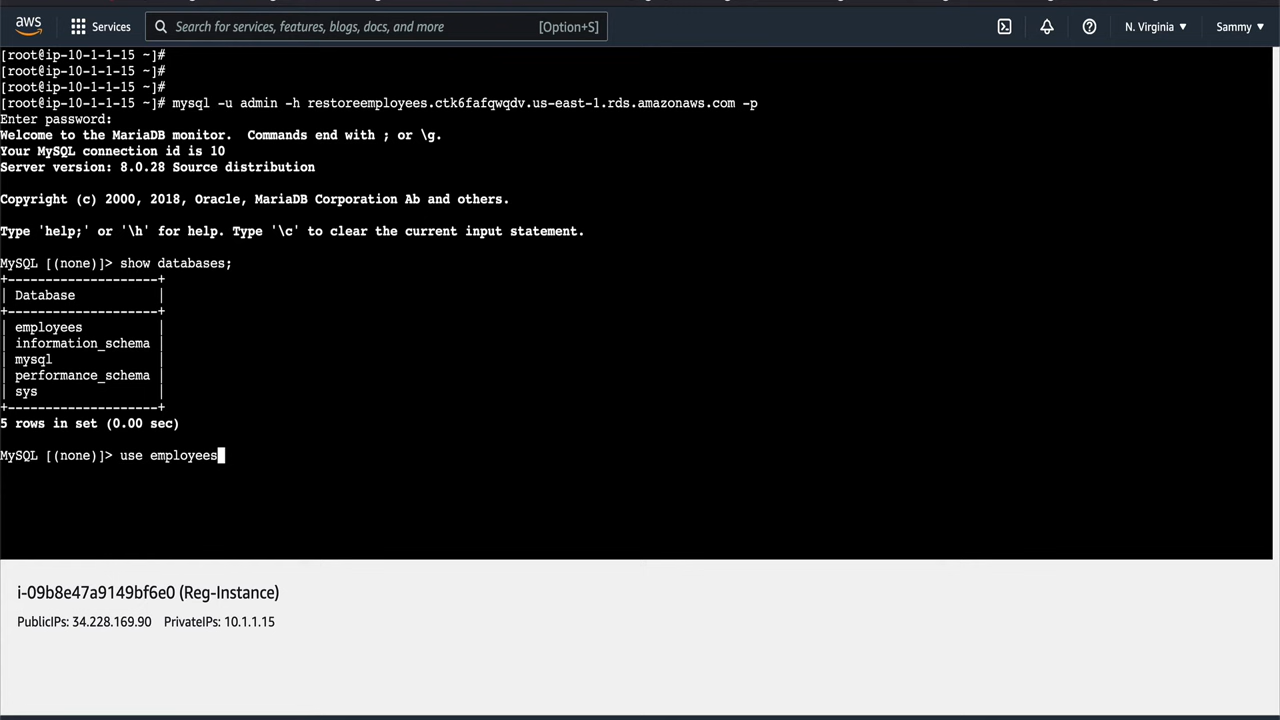 aws Services Search for services, features, blogs, docs, and more [Option+S] N. Virginia ▼ Sammy ▼
[root@ip-10-1-1-15 ~]#
[root@ip-10-1-1-15 ~]#
[root@ip-10-1-1-15 ~]#
[root@ip-10-1-1-15 ~]# mysql -u admin -h restoreemployees.ctk6fafqwqdv.us-east-1.rds.amazonaws.com -p
Enter password:
Welcome to the MariaDB monitor.  Commands end with ; or \g.
Your MySQL connection id is 10
Server version: 8.0.28 Source distribution
Copyright (c) 2000, 2018, Oracle, MariaDB Corporation Ab and others.
Type 'help;' or '\h' for help. Type '\c' to clear the current input statement.
MySQL [(none)]> show databases;
+--------------------+
| Database           |
+--------------------+
| employees          |
| information_schema |
| mysql              |
| performance_schema |
| sys                |
+--------------------+
5 rows in set (0.00 sec)
MySQL [(none)]> use employees
i-09b8e47a9149bf6e0 (Reg-Instance)
PublicIPs: 34.228.169.90 PrivateIPs: 10.1.1.15